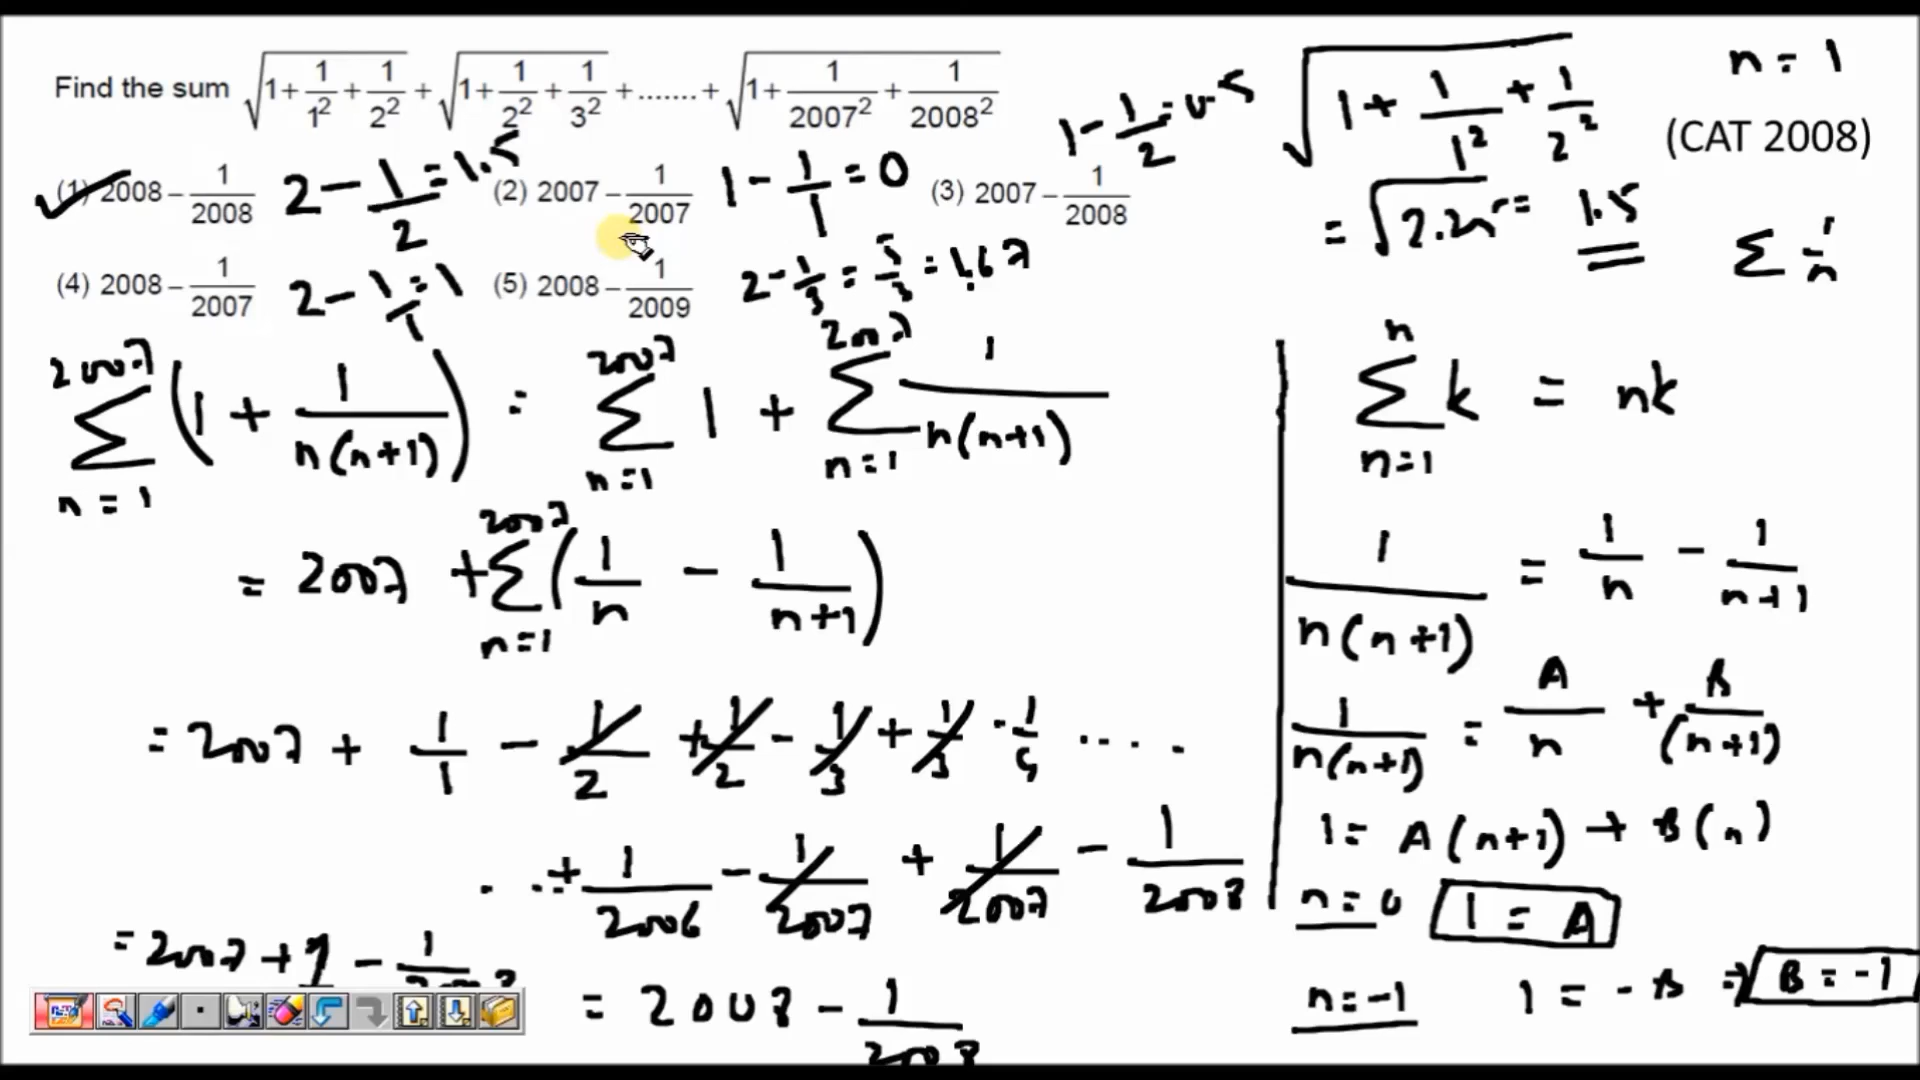 Find the sum √(1 + 1/1² + 1/2²) + √(1 + 1/2² + 1/3²) + ....... + √(1 + 1/2007² + 1/2008²)
(CAT 2008)
(1) 2008 − 1/2008 (2) 2007 − 1/2007 (3) 2007 − 1/2008
(4) 2008 − 1/2007 (5) 2008 − 1/2009
2 − 1/2 = 1.5
1 − 1/1 = 0
1 − 1/2 = 0.5
2 − 1/1 = 1
2 − 1/3 = 5/3 = 1.67
√(1 + 1/1² + 1/2²)
n = 1
= √2.25 = 1.5
Σ 1/n
2007 Σ n=1 (1 + 1/n(n+1)) = 2007 Σ n=1 1 + 2007 Σ n=1 1/n(n+1)
= 2007 + 2007 Σ n=1 (1/n − 1/n+1)
= 2007 + 1/1 − 1/2 + 1/2 − 1/3 + 1/3 - 1/4 .....
. .. + 1/2006 − 1/2007 + 1/2007 − 1/2008
= 2007 + 1 − 1/2008
= 2008 − 1/2008
n Σ n=1 k = nk
1/n(n+1) = 1/n − 1/n+1
1/n(n+1) = A/n + B/(n+1)
1 = A(n+1) + B(n)
n = 0 1 = A
n = -1 1 = - B ⇒ B = -1